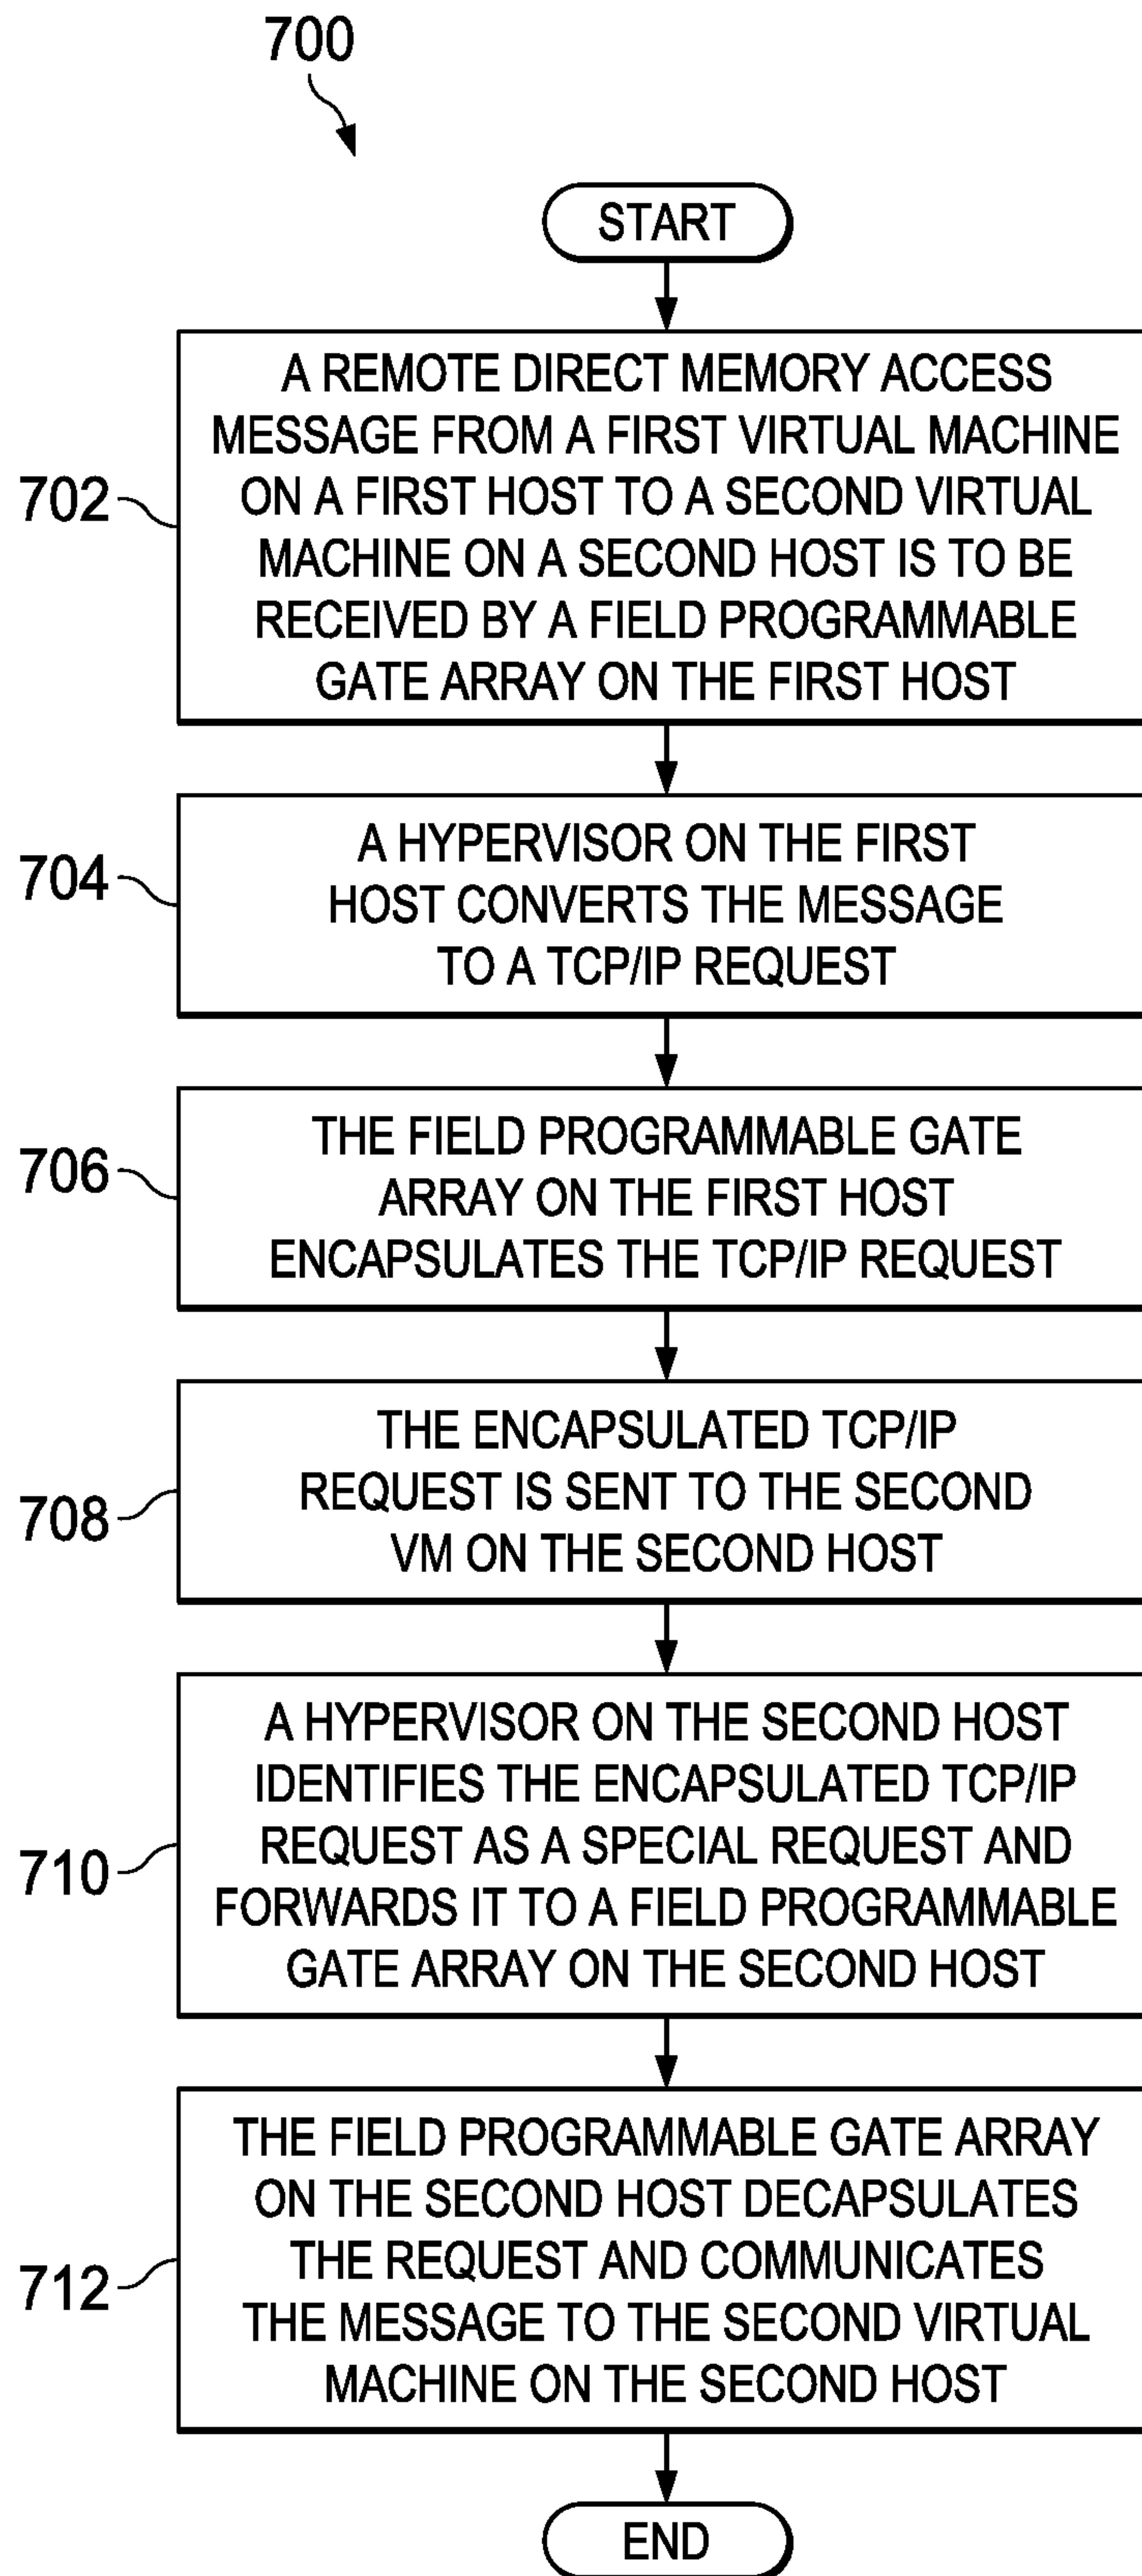 700
START
702
A REMOTE DIRECT MEMORY ACCESS
MESSAGE FROM A FIRST VIRTUAL MACHINE
ON A FIRST HOST TO A SECOND VIRTUAL
MACHINE ON A SECOND HOST IS TO BE
RECEIVED BY A FIELD PROGRAMMABLE
GATE ARRAY ON THE FIRST HOST
704
A HYPERVISOR ON THE FIRST
HOST CONVERTS THE MESSAGE
TO A TCP/IP REQUEST
706
THE FIELD PROGRAMMABLE GATE
ARRAY ON THE FIRST HOST
ENCAPSULATES THE TCP/IP REQUEST
708
THE ENCAPSULATED TCP/IP
REQUEST IS SENT TO THE SECOND
VM ON THE SECOND HOST
710
A HYPERVISOR ON THE SECOND HOST
IDENTIFIES THE ENCAPSULATED TCP/IP
REQUEST AS A SPECIAL REQUEST AND
FORWARDS IT TO A FIELD PROGRAMMABLE
GATE ARRAY ON THE SECOND HOST
712
THE FIELD PROGRAMMABLE GATE ARRAY
ON THE SECOND HOST DECAPSULATES
THE REQUEST AND COMMUNICATES
THE MESSAGE TO THE SECOND VIRTUAL
MACHINE ON THE SECOND HOST
END